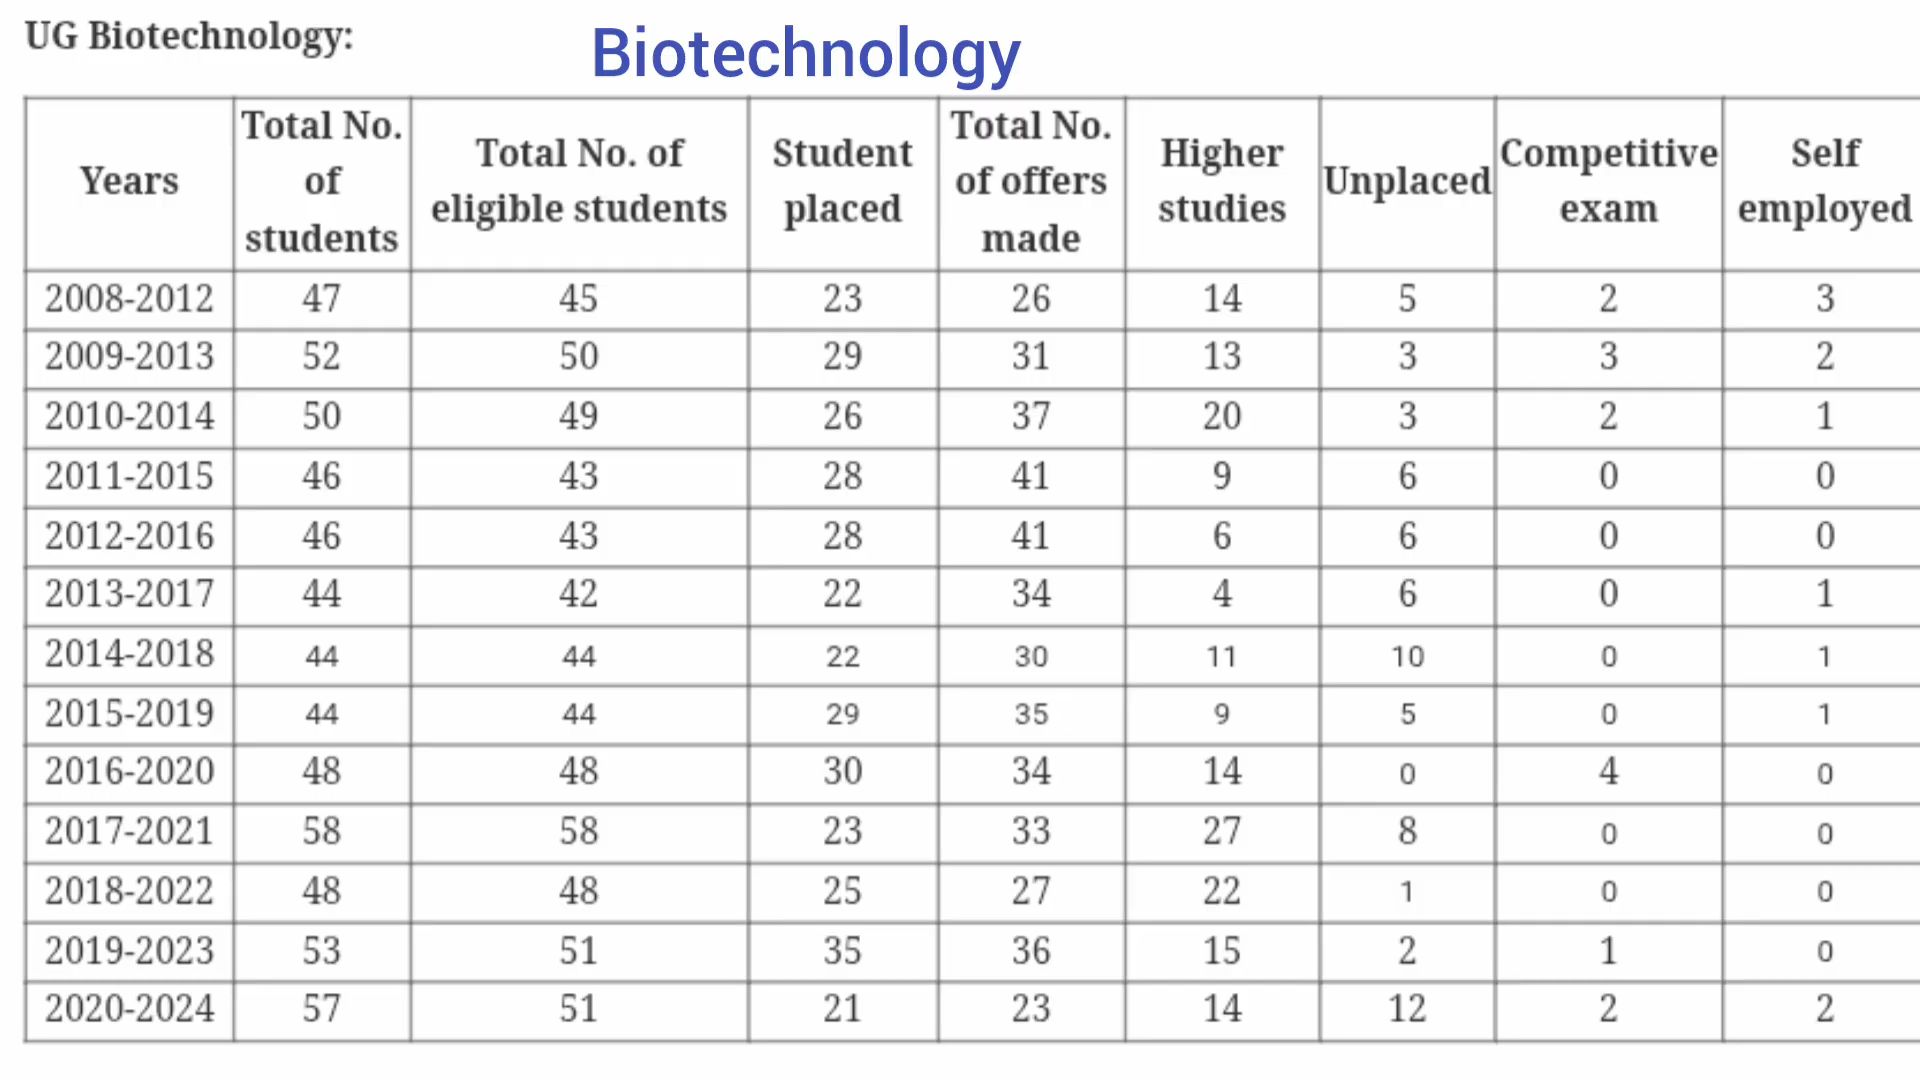 UG Biotechnology:
Biotechnology
Years Total No. of students Total No. of eligible students Student placed Total No. of offers made Higher studies Unplaced Competitive exam Self employed
2008-2012 47 45 23 26 14 5 2 3
2009-2013 52 50 29 31 13 3 3 2
2010-2014 50 49 26 37 20 3 2 1
2011-2015 46 43 28 41 9 6 0 0
2012-2016 46 43 28 41 6 6 0 0
2013-2017 44 42 22 34 4 6 0 1
2014-2018 44 44 22 30 11 10 0 1
2015-2019 44 44 29 35 9 5 0 1
2016-2020 48 48 30 34 14 0 4 0
2017-2021 58 58 23 33 27 8 0 0
2018-2022 48 48 25 27 22 1 0 0
2019-2023 53 51 35 36 15 2 1 0
2020-2024 57 51 21 23 14 12 2 2